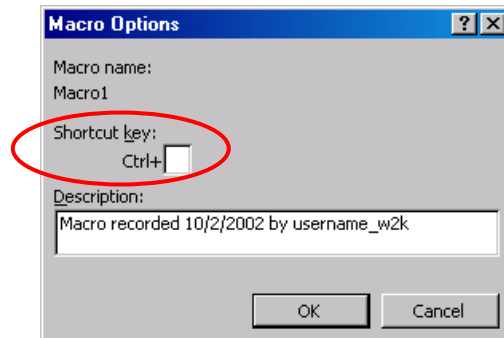 Macro Options
Macro name:
Macro1
Shortcut key:
Ctrl+
Description:
Macro recorded 10/2/2002 by username_w2k
OK Cancel